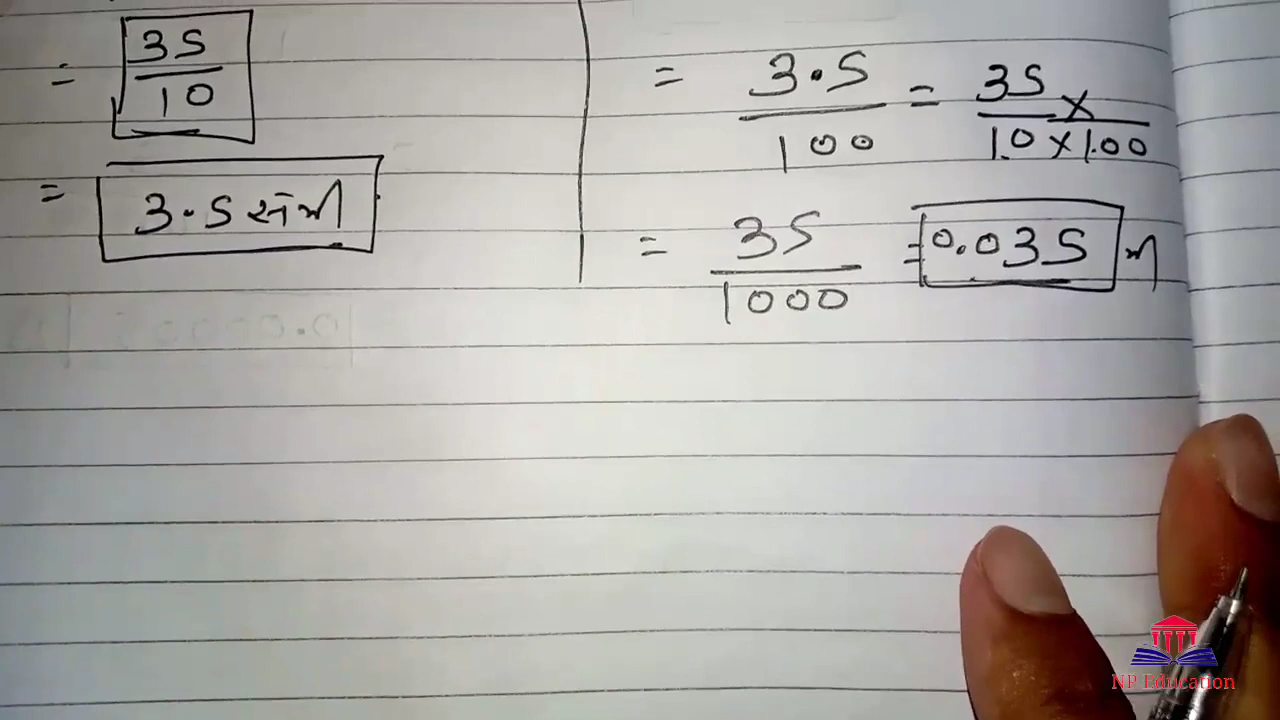 = 35/10
= 3.5 સેમી
= 3.5/100 = 35 ×/10 × 100
= 35/1000 = 0.035 મી
NP Education